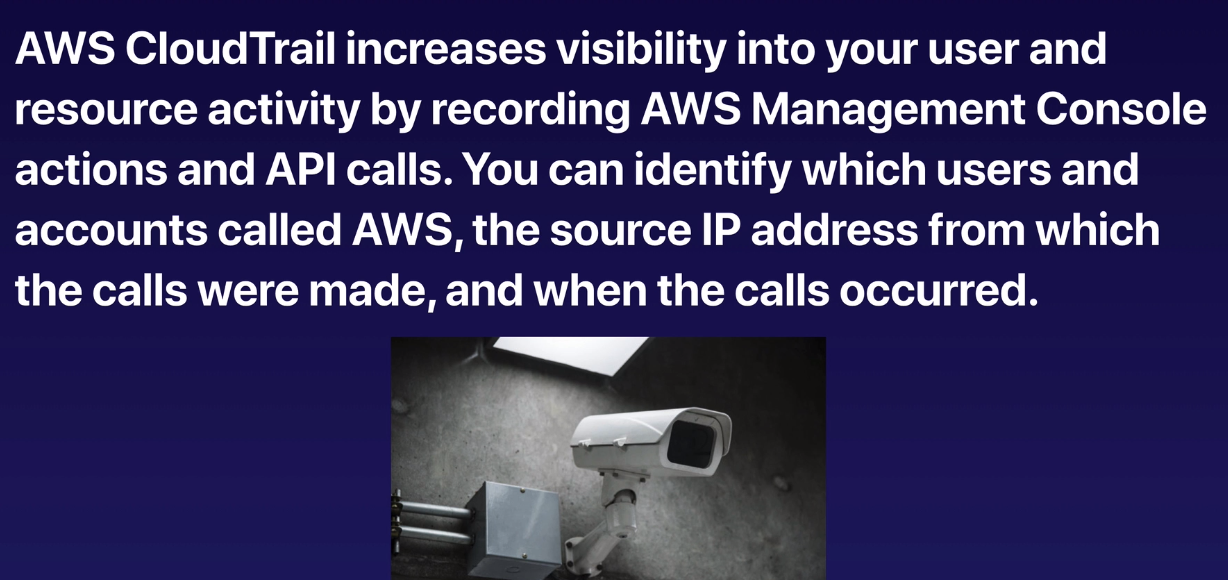 AWS CloudTrail increases visibility into your user and
resource activity by recording AWS Management Console
actions and API calls. You can identify which users and
accounts called AWS, the source IP address from which
the calls were made, and when the calls occurred.